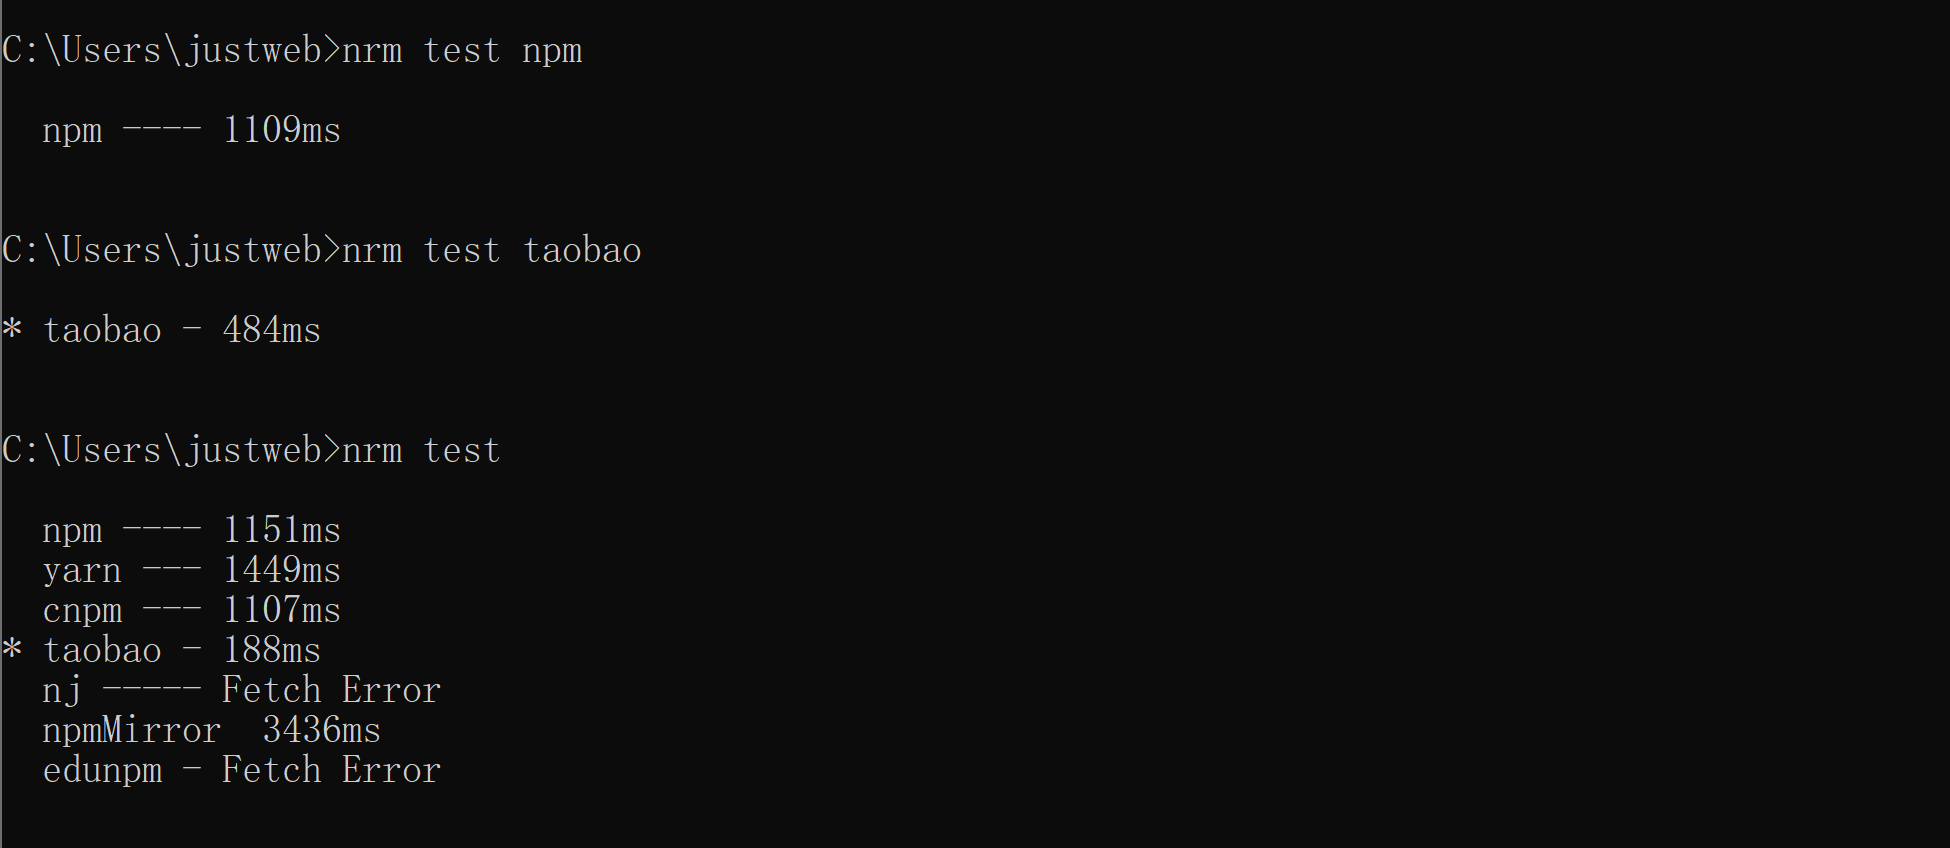 C:\Users\justweb>nrm test npm
npm ---- 1109ms
C:\Users\justweb>nrm test taobao
* taobao - 484ms
C:\Users\justweb>nrm test
npm ---- 1151ms
yarn --- 1449ms
cnpm --- 1107ms
* taobao - 188ms
nj ----- Fetch Error
npmMirror  3436ms
edunpm - Fetch Error